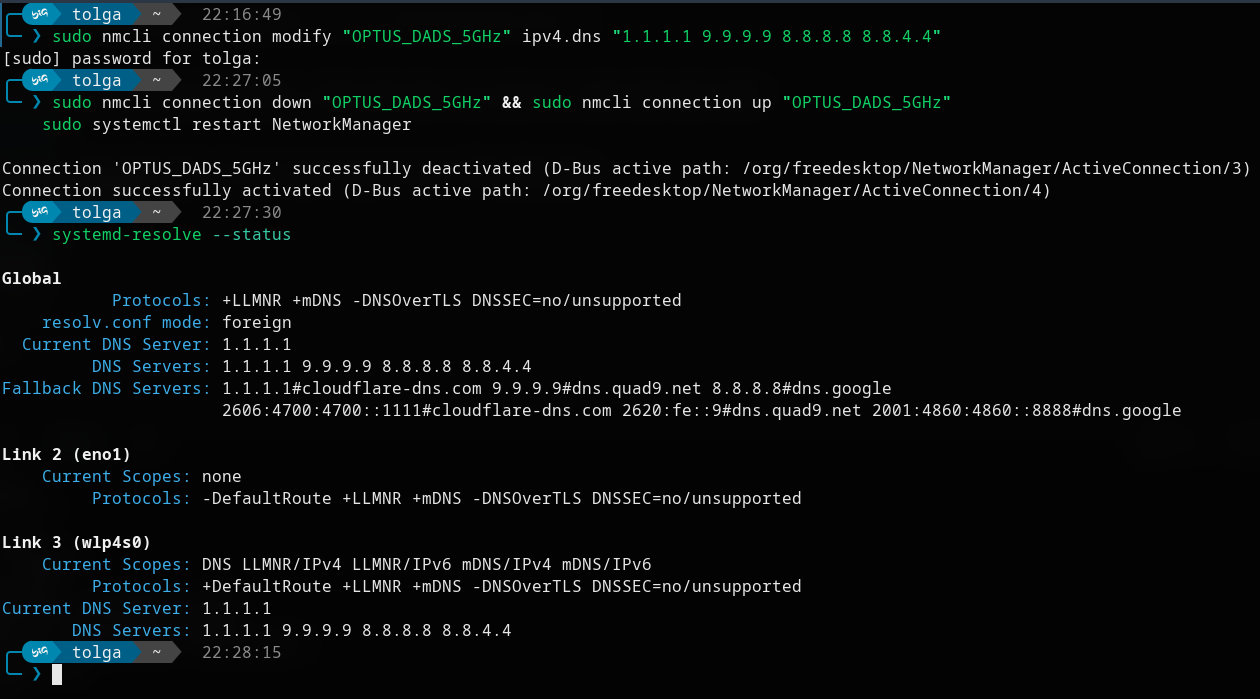 big tolga ~ 22:16:49
❯ sudo nmcli connection modify "OPTUS_DADS_5GHz" ipv4.dns "1.1.1.1 9.9.9.9 8.8.8.8 8.8.4.4"
[sudo] password for tolga:
big tolga ~ 22:27:05
❯ sudo nmcli connection down "OPTUS_DADS_5GHz" && sudo nmcli connection up "OPTUS_DADS_5GHz"
sudo systemctl restart NetworkManager
Connection 'OPTUS_DADS_5GHz' successfully deactivated (D-Bus active path: /org/freedesktop/NetworkManager/ActiveConnection/3)
Connection successfully activated (D-Bus active path: /org/freedesktop/NetworkManager/ActiveConnection/4)
big tolga ~ 22:27:30
❯ systemd-resolve --status
Global
Protocols: +LLMNR +mDNS -DNSOverTLS DNSSEC=no/unsupported
resolv.conf mode: foreign
Current DNS Server: 1.1.1.1
DNS Servers: 1.1.1.1 9.9.9.9 8.8.8.8 8.8.4.4
Fallback DNS Servers: 1.1.1.1#cloudflare-dns.com 9.9.9.9#dns.quad9.net 8.8.8.8#dns.google
2606:4700:4700::1111#cloudflare-dns.com 2620:fe::9#dns.quad9.net 2001:4860:4860::8888#dns.google
Link 2 (eno1)
Current Scopes: none
Protocols: -DefaultRoute +LLMNR +mDNS -DNSOverTLS DNSSEC=no/unsupported
Link 3 (wlp4s0)
Current Scopes: DNS LLMNR/IPv4 LLMNR/IPv6 mDNS/IPv4 mDNS/IPv6
Protocols: +DefaultRoute +LLMNR +mDNS -DNSOverTLS DNSSEC=no/unsupported
Current DNS Server: 1.1.1.1
DNS Servers: 1.1.1.1 9.9.9.9 8.8.8.8 8.8.4.4
big tolga ~ 22:28:15
❯